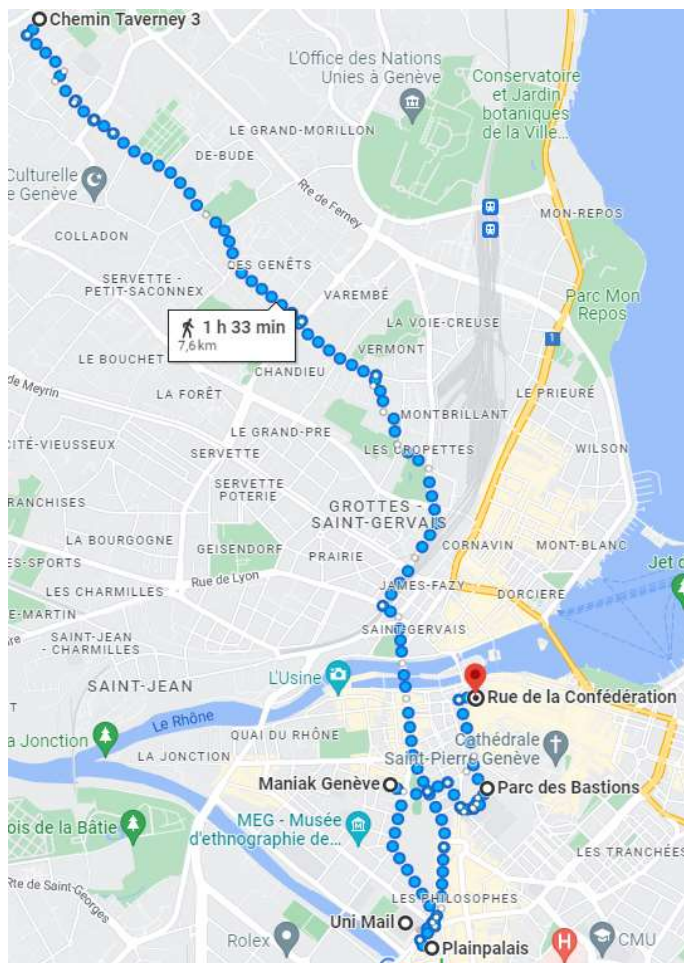 Chemin Taverney 3
L'Office des Nations
Unies à Genève
Conservatoire
et Jardin
botaniques
de la Ville...
LE GRAND-MORILLON
DE-BUDE
Culturelle
e Genève
Rte de Ferney
MON-REPOS
COLLADON
DES GENÊTS
SERVETTE -
PETIT-SACONNEX
VAREMBÉ
Parc Mon
Repos
1 h 33 min
7,6 km
LA VOIE-CREUSE
1
LE BOUCHET
VERMONT
CHANDIEU
de Meyrin
LA FORÊT
LE PRIEURÉ
MONTBRILLANT
LE GRAND-PRE
CITÉ-VIEUSSEUX
SERVETTE
LES CROPETTES
WILSON
SERVETTE
POTERIE
FRANCHISES
GROTTES -
SAINT-GERVAIS
LA BOURGOGNE
GEISENDORF
PRAIRIE
CORNAVIN
MONT-BLANC
ES-SPORTS
Rue de Lyon
JAMES-FAZY
Jet d
LES CHARMILLES
DORCIERE
E-MARTIN
SAINT-JEAN
- CHARMILLES
SAINT-GERVAIS
SAINT-JEAN
L'Usine
Rue de la Confédération
Le Rhône
QUAI DU RHÔNE
a Jonction
LA JONCTION
Cathédrale
Saint-Pierre Genève
Maniak Genève
Parc des Bastions
ois de la Bâtie
MEG - Musée
d'ethnographie de...
LES TRANCHÉES
Rte de Saint-Georges
LES PHILOSOPHES
Uni Mail
Rolex
Plainpalais
H
CMU